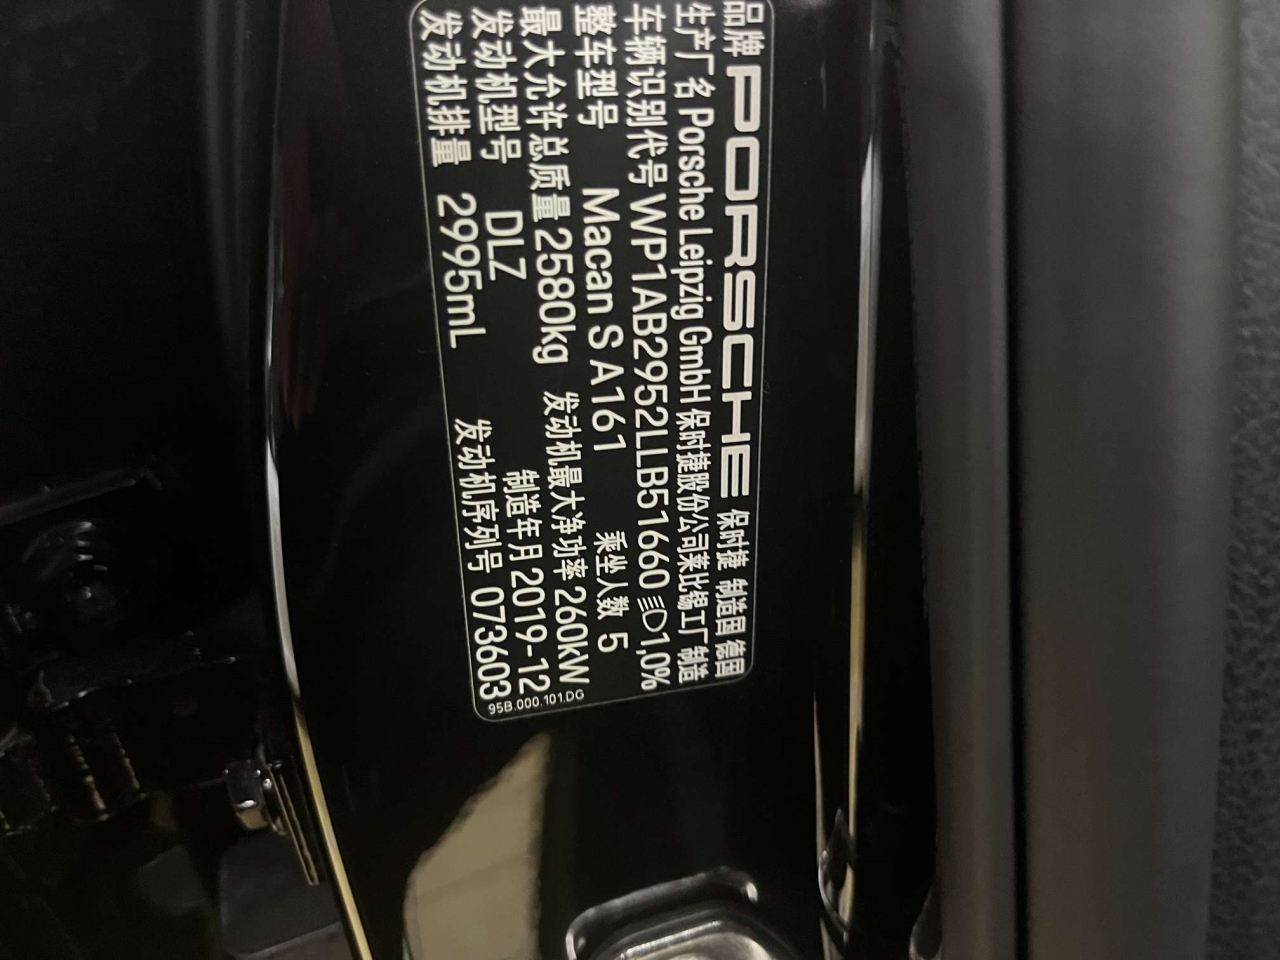 品牌 PORSCHE 保时捷 制造国 德国
生产厂名 Porsche Leipzig GmbH 保时捷股份公司莱比锡工厂制造
车辆识别代号 WP1AB2952LLB51660 1,0%
整车型号 Macan S A161 乘坐人数 5
最大允许总质量 2580kg 发动机最大净功率 260kW
发动机型号 DLZ 制造年月 2019-12
发动机排量 2995mL 发动机序列号 073603
95B.000.101.DG